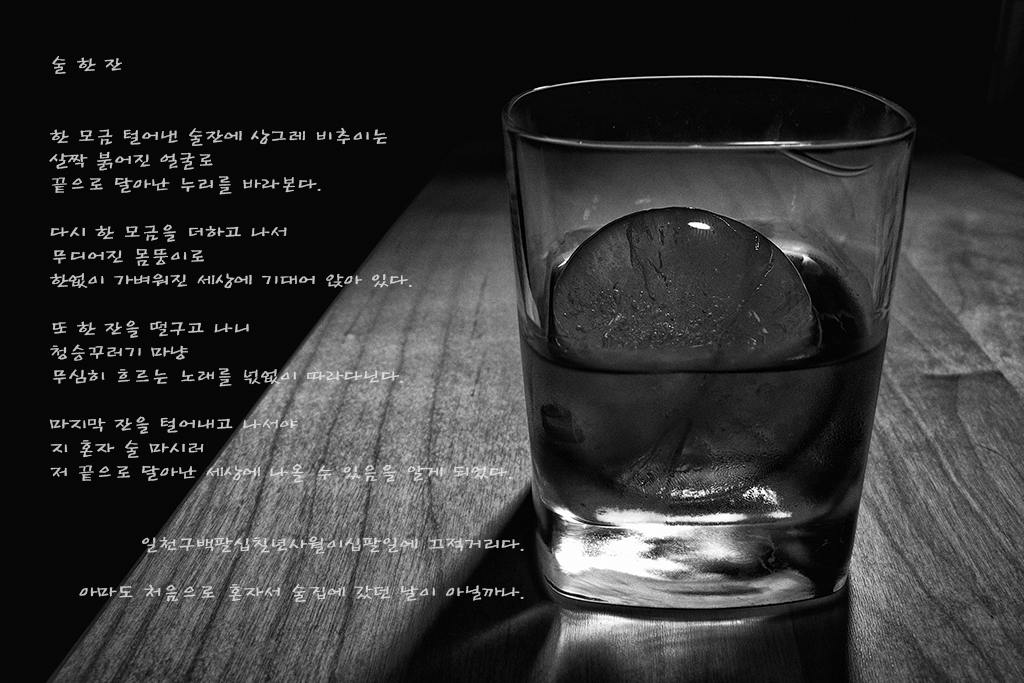 술 한 잔
한 모금 털어낸 술잔에 상그레 비추이는
살짝 붉어진 얼굴로
끝으로 달아난 누리를 바라본다.
다시 한 모금을 더하고 나서
무디어진 몸뚱이로
한없이 가벼워진 세상에 기대어 앉아 있다.
또 한 잔을 떨구고 나니
청승꾸러기 마냥
무심히 흐르는 노래를 넋없이 따라다닌다.
마지막 잔을 털어내고 나서야
지 혼자 술 마시러
저 끝으로 달아난 세상에 나올 수 있음을 알게 되었다.
일천구백팔십칠년사월이십팔일에 끄적거리다.
아마도 처음으로 혼자서 술집에 갔던 날이 아닐까나.